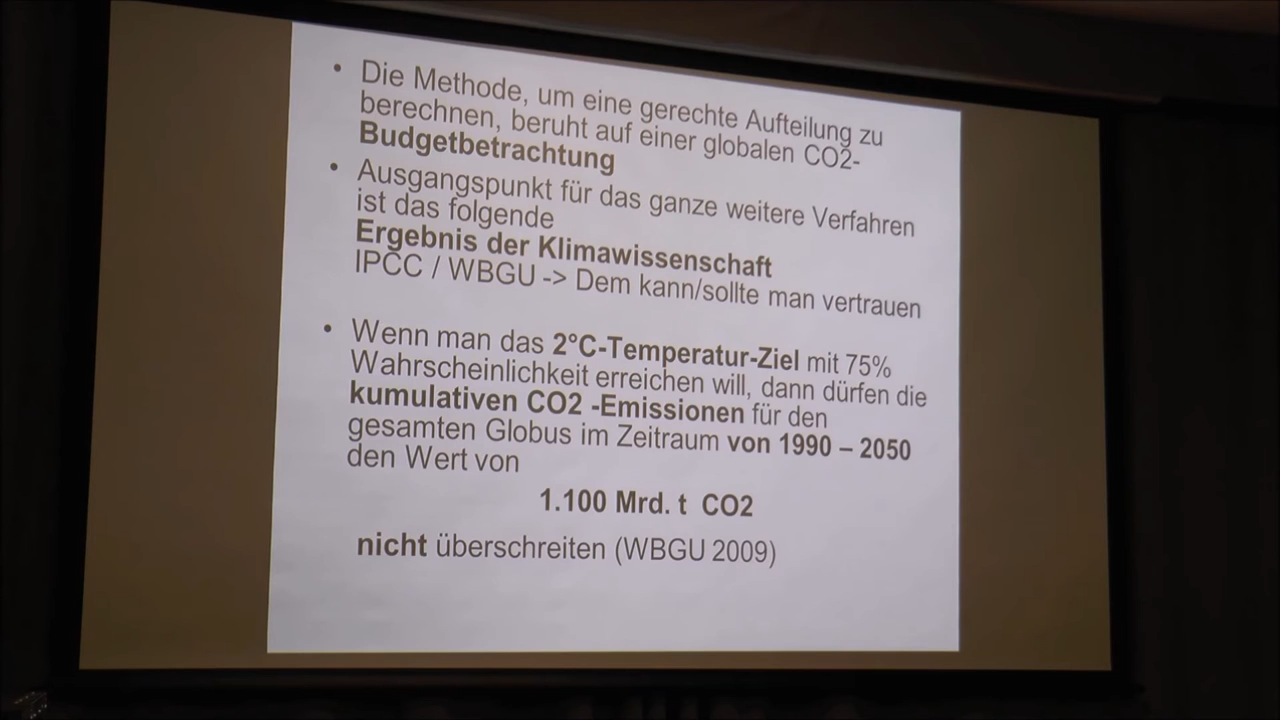 • Die Methode, um eine gerechte Aufteilung zu
berechnen, beruht auf einer globalen CO2-
Budgetbetrachtung
• Ausgangspunkt für das ganze weitere Verfahren
ist das folgende
Ergebnis der Klimawissenschaft
IPCC / WBGU -> Dem kann/sollte man vertrauen
• Wenn man das 2°C-Temperatur-Ziel mit 75%
Wahrscheinlichkeit erreichen will, dann dürfen die
kumulativen CO2 -Emissionen für den
gesamten Globus im Zeitraum von 1990 – 2050
den Wert von
1.100 Mrd. t CO2
nicht überschreiten (WBGU 2009)